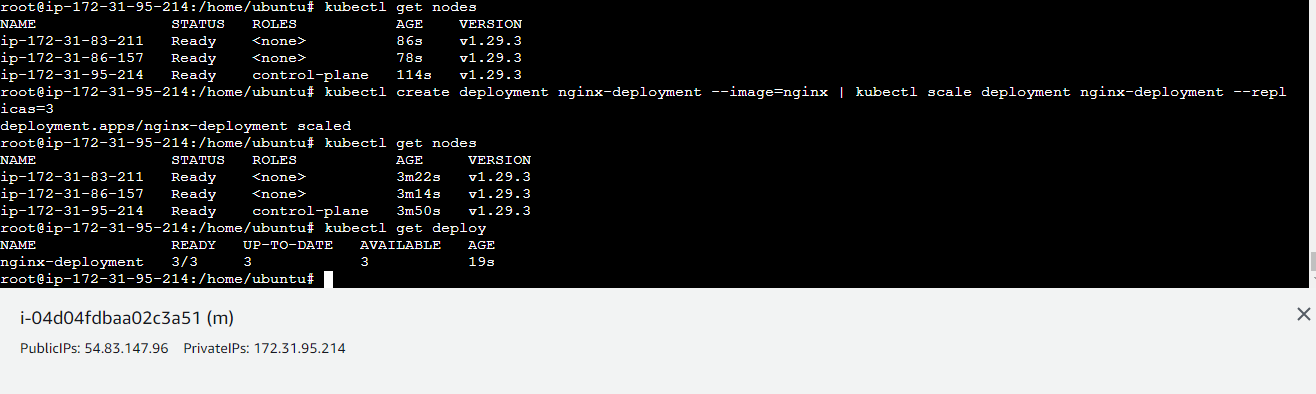 root@ip-172-31-95-214:/home/ubuntu# kubectl get nodes
NAME STATUS ROLES AGE VERSION
ip-172-31-83-211 Ready <none> 86s v1.29.3
ip-172-31-86-157 Ready <none> 78s v1.29.3
ip-172-31-95-214 Ready control-plane 114s v1.29.3
root@ip-172-31-95-214:/home/ubuntu# kubectl create deployment nginx-deployment --image=nginx | kubectl scale deployment nginx-deployment --repl
icas=3
deployment.apps/nginx-deployment scaled
root@ip-172-31-95-214:/home/ubuntu# kubectl get nodes
NAME STATUS ROLES AGE VERSION
ip-172-31-83-211 Ready <none> 3m22s v1.29.3
ip-172-31-86-157 Ready <none> 3m14s v1.29.3
ip-172-31-95-214 Ready control-plane 3m50s v1.29.3
root@ip-172-31-95-214:/home/ubuntu# kubectl get deploy
NAME READY UP-TO-DATE AVAILABLE AGE
nginx-deployment 3/3 3 3 19s
root@ip-172-31-95-214:/home/ubuntu#
i-04d04fdbaa02c3a51 (m)
PublicIPs: 54.83.147.96 PrivateIPs: 172.31.95.214